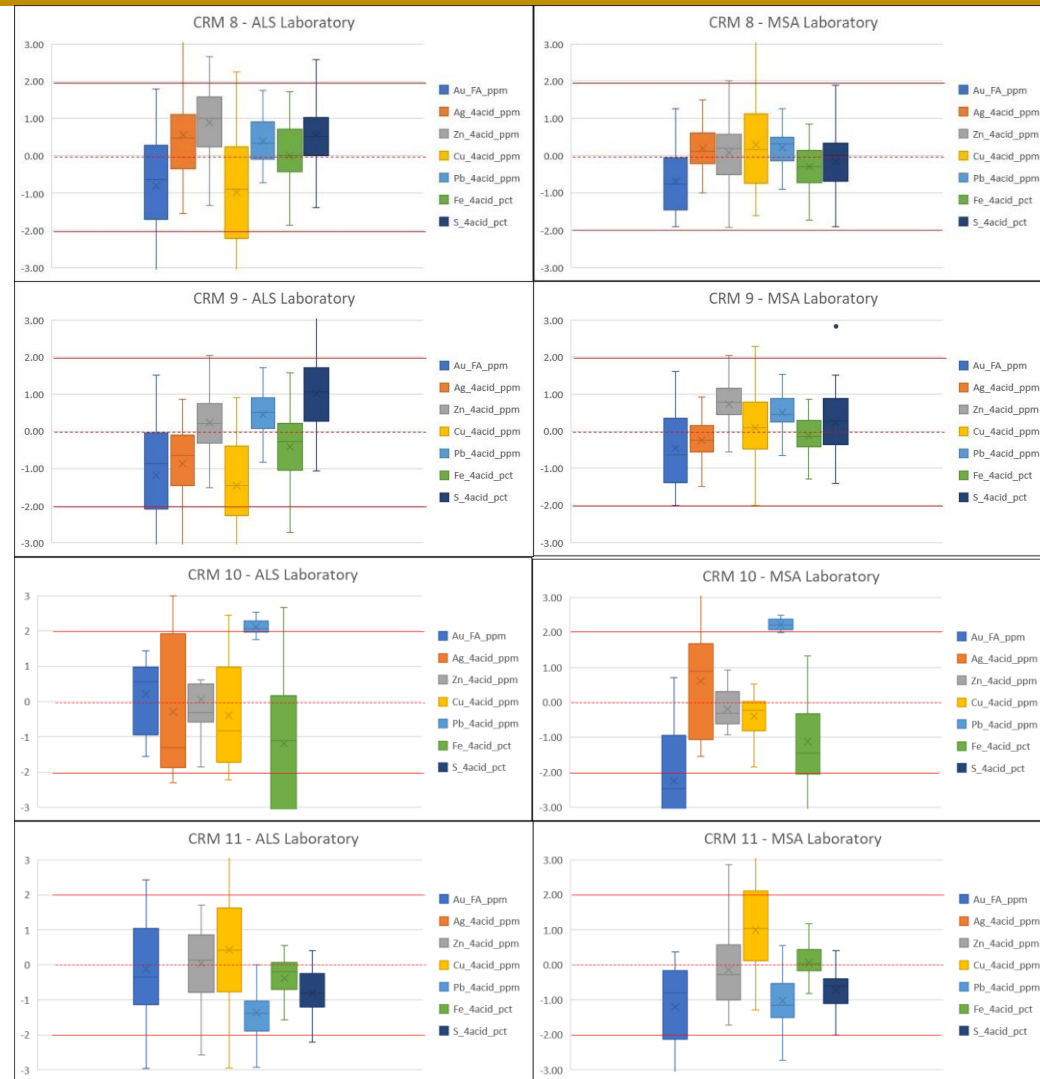 CRM 8 - ALS Laboratory
3.00
2.00
1.00
0.00
-1.00
-2.00
-3.00
Au_FA_ppm
Ag_4acid_ppm
Zn_4acid_ppm
Cu_4acid_ppm
Pb_4acid_ppm
Fe_4acid_pct
S_4acid_pct
CRM 8 - MSA Laboratory
3.00
2.00
1.00
0.00
-1.00
-2.00
-3.00
Au_FA_ppm
Ag_4acid_ppm
Zn_4acid_ppm
Cu_4acid_ppm
Pb_4acid_ppm
Fe_4acid_pct
S_4acid_pct
CRM 9 - ALS Laboratory
3.00
2.00
1.00
0.00
-1.00
-2.00
-3.00
Au_FA_ppm
Ag_4acid_ppm
Zn_4acid_ppm
Cu_4acid_ppm
Pb_4acid_ppm
Fe_4acid_pct
S_4acid_pct
CRM 9 - MSA Laboratory
3.00
2.00
1.00
0.00
-1.00
-2.00
-3.00
Au_FA_ppm
Ag_4acid_ppm
Zn_4acid_ppm
Cu_4acid_ppm
Pb_4acid_ppm
Fe_4acid_pct
S_4acid_pct
CRM 10 - ALS Laboratory
3
2
1
0
-1
-2
-3
Au_FA_ppm
Ag_4acid_ppm
Zn_4acid_ppm
Cu_4acid_ppm
Pb_4acid_ppm
Fe_4acid_pct
S_4acid_pct
CRM 10 - MSA Laboratory
3.00
2.00
1.00
0.00
-1.00
-2.00
-3.00
Au_FA_ppm
Ag_4acid_ppm
Zn_4acid_ppm
Cu_4acid_ppm
Pb_4acid_ppm
Fe_4acid_pct
S_4acid_pct
CRM 11 - ALS Laboratory
3
2
1
0
-1
-2
-3
Au_FA_ppm
Ag_4acid_ppm
Zn_4acid_ppm
Cu_4acid_ppm
Pb_4acid_ppm
Fe_4acid_pct
S_4acid_pct
CRM 11 - MSA Laboratory
3.00
2.00
1.00
0.00
-1.00
-2.00
-3.00
Au_FA_ppm
Ag_4acid_ppm
Zn_4acid_ppm
Cu_4acid_ppm
Pb_4acid_ppm
Fe_4acid_pct
S_4acid_pct